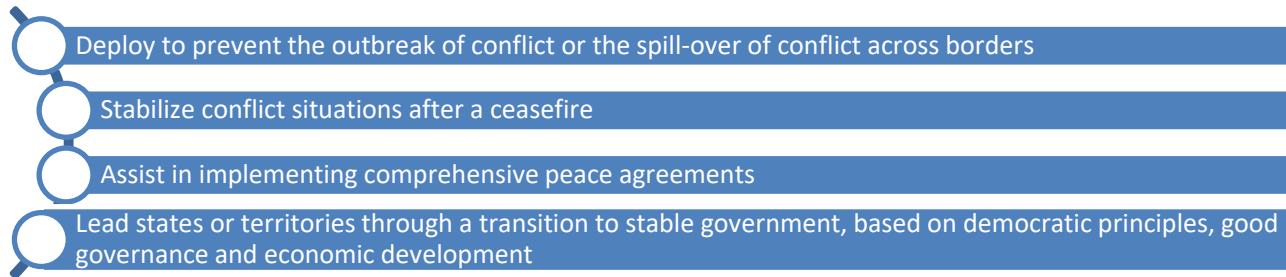 Deploy to prevent the outbreak of conflict or the spill-over of conflict across borders
Stabilize conflict situations after a ceasefire
Assist in implementing comprehensive peace agreements
Lead states or territories through a transition to stable government, based on democratic principles, good
governance and economic development